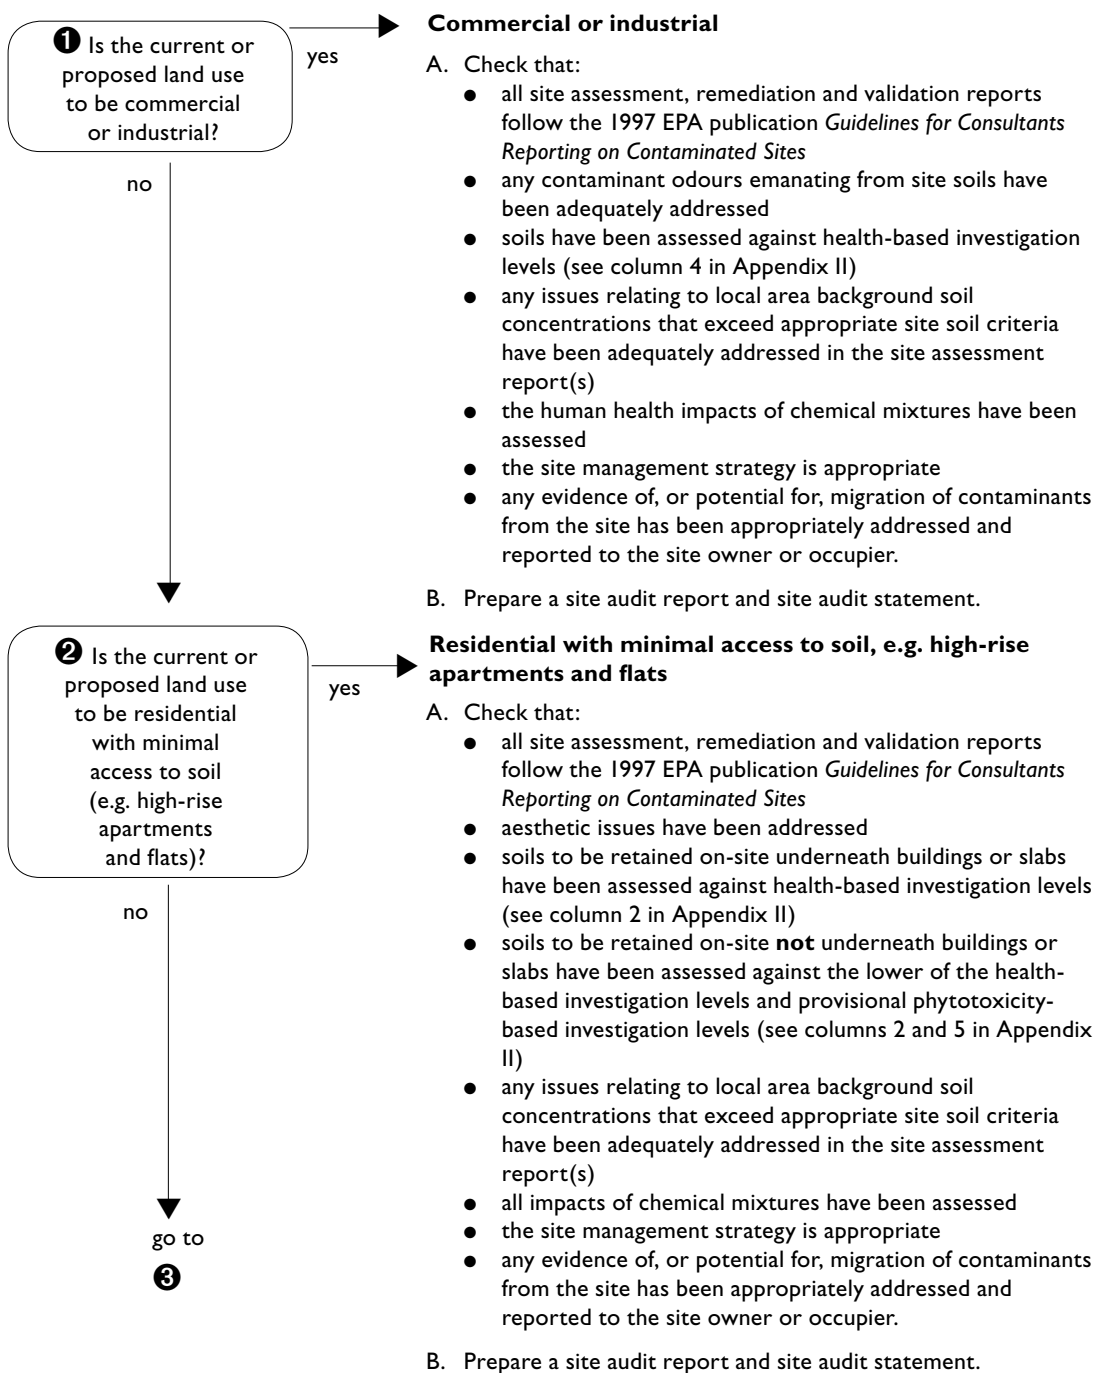 ❶ Is the current or
proposed land use
to be commercial
or industrial?
yes
no
Commercial or industrial
A. Check that:
● all site assessment, remediation and validation reports
follow the 1997 EPA publication Guidelines for Consultants
Reporting on Contaminated Sites
● any contaminant odours emanating from site soils have
been adequately addressed
● soils have been assessed against health-based investigation
levels (see column 4 in Appendix II)
● any issues relating to local area background soil
concentrations that exceed appropriate site soil criteria
have been adequately addressed in the site assessment
report(s)
● the human health impacts of chemical mixtures have been
assessed
● the site management strategy is appropriate
● any evidence of, or potential for, migration of contaminants
from the site has been appropriately addressed and
reported to the site owner or occupier.
B. Prepare a site audit report and site audit statement.
❷ Is the current or
proposed land use
to be residential
with minimal
access to soil
(e.g. high-rise
apartments
and flats)?
yes
no
go to
❸
Residential with minimal access to soil, e.g. high-rise
apartments and flats
A. Check that:
● all site assessment, remediation and validation reports
follow the 1997 EPA publication Guidelines for Consultants
Reporting on Contaminated Sites
● aesthetic issues have been addressed
● soils to be retained on-site underneath buildings or slabs
have been assessed against health-based investigation levels
(see column 2 in Appendix II)
● soils to be retained on-site not underneath buildings or
slabs have been assessed against the lower of the health-
based investigation levels and provisional phytotoxicity-
based investigation levels (see columns 2 and 5 in Appendix
II)
● any issues relating to local area background soil
concentrations that exceed appropriate site soil criteria
have been adequately addressed in the site assessment
report(s)
● all impacts of chemical mixtures have been assessed
● the site management strategy is appropriate
● any evidence of, or potential for, migration of contaminants
from the site has been appropriately addressed and
reported to the site owner or occupier.
B. Prepare a site audit report and site audit statement.